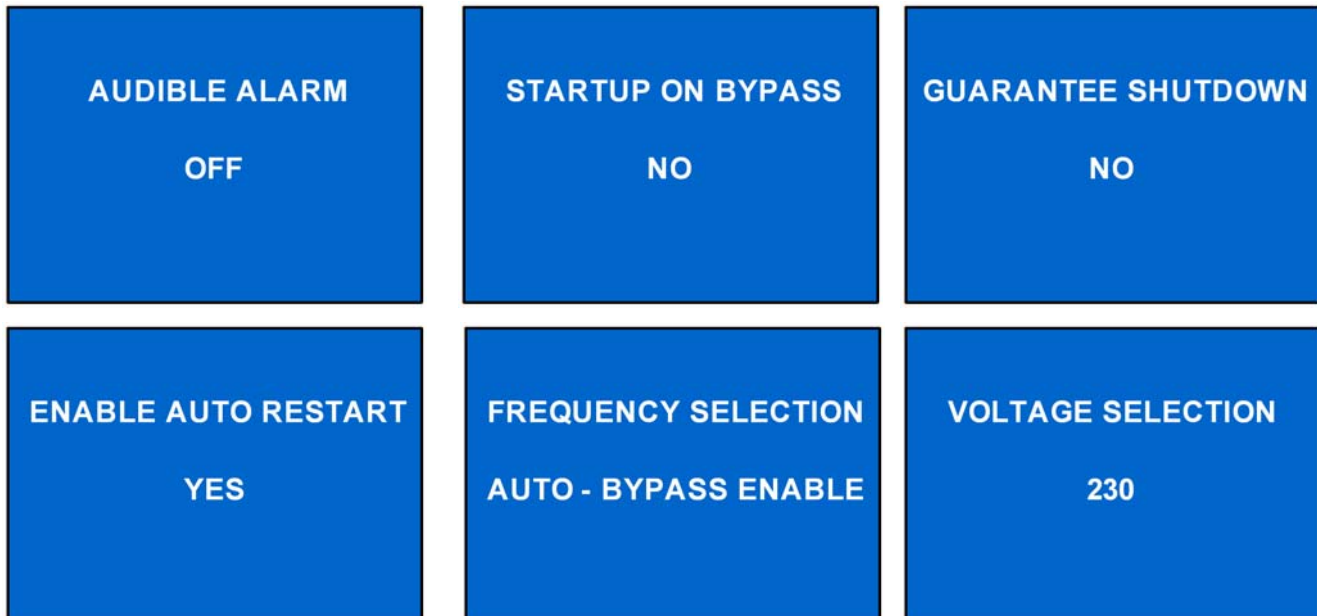 AUDIBLE ALARM
OFF
STARTUP ON BYPASS
NO
GUARANTEE SHUTDOWN
NO
ENABLE AUTO RESTART
YES
FREQUENCY SELECTION
AUTO - BYPASS ENABLE
VOLTAGE SELECTION
230